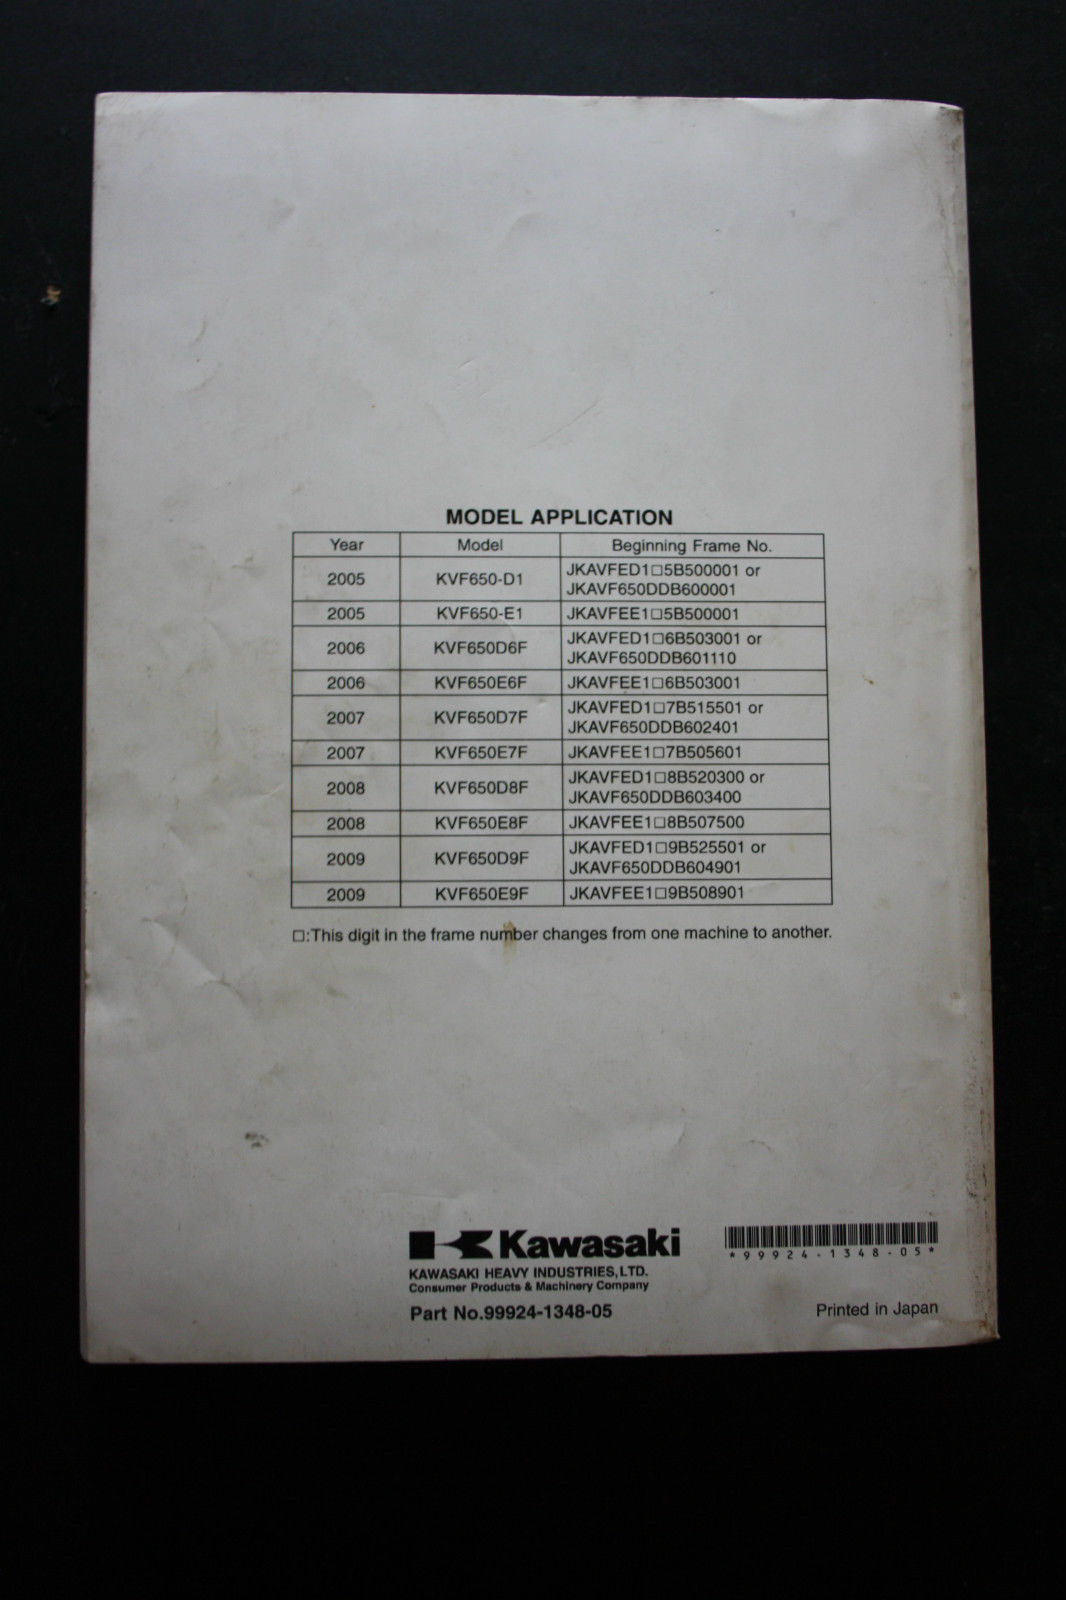 MODEL APPLICATION
Year Model Beginning Frame No.
2005 KVF650-D1 JKAVFED1□5B500001 or
JKAVF650DDB600001
2005 KVF650-E1 JKAVFEE1□5B500001
2006 KVF650D6F JKAVFED1□6B503001 or
JKAVF650DDB601110
2006 KVF650E6F JKAVFEE1□6B503001
2007 KVF650D7F JKAVFED1□7B515501 or
JKAVF650DDB602401
2007 KVF650E7F JKAVFEE1□7B505601
2008 KVF650D8F JKAVFED1□8B520300 or
JKAVF650DDB603400
2008 KVF650E8F JKAVFEE1□8B507500
2009 KVF650D9F JKAVFED1□9B525501 or
JKAVF650DDB604901
2009 KVF650E9F JKAVFEE1□9B508901
□:This digit in the frame number changes from one machine to another.
Kawasaki
KAWASAKI HEAVY INDUSTRIES,LTD.
Consumer Products & Machinery Company
Part No.99924-1348-05
*99924-1348-05*
Printed in Japan